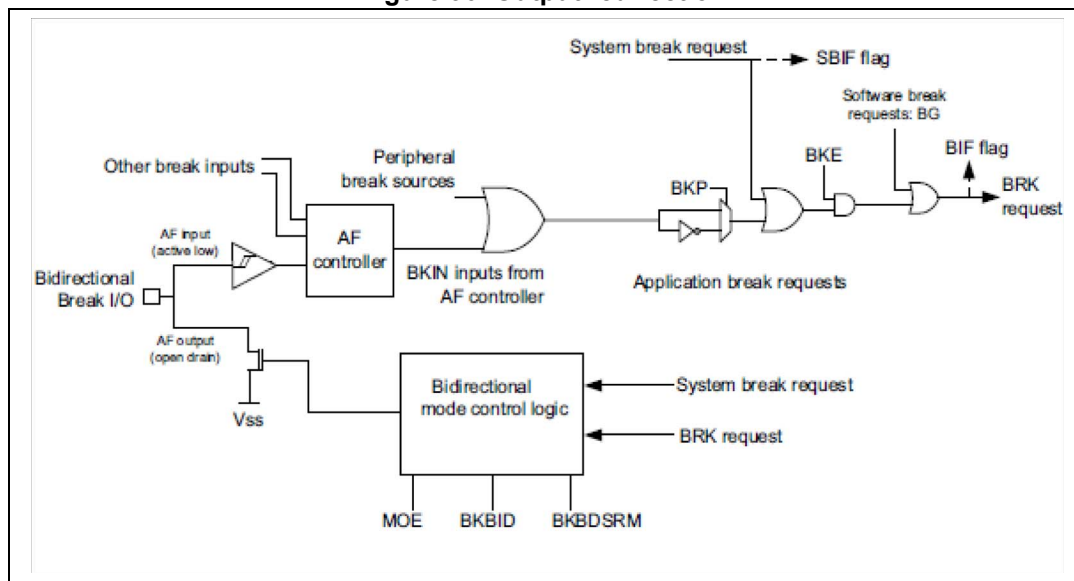 System break request
SBIF flag
Software break
requests: BG
BIF flag
BKE
BRK
request
Peripheral
break sources
Other break inputs
BKP
AF input
(active low)
AF
controller
Bidirectional
Break I/O
BKIN inputs from
AF controller
Application break requests
AF output
(open drain)
Vss
Bidirectional
mode control logic
System break request
BRK request
MOE
BKBID
BKBDSRM